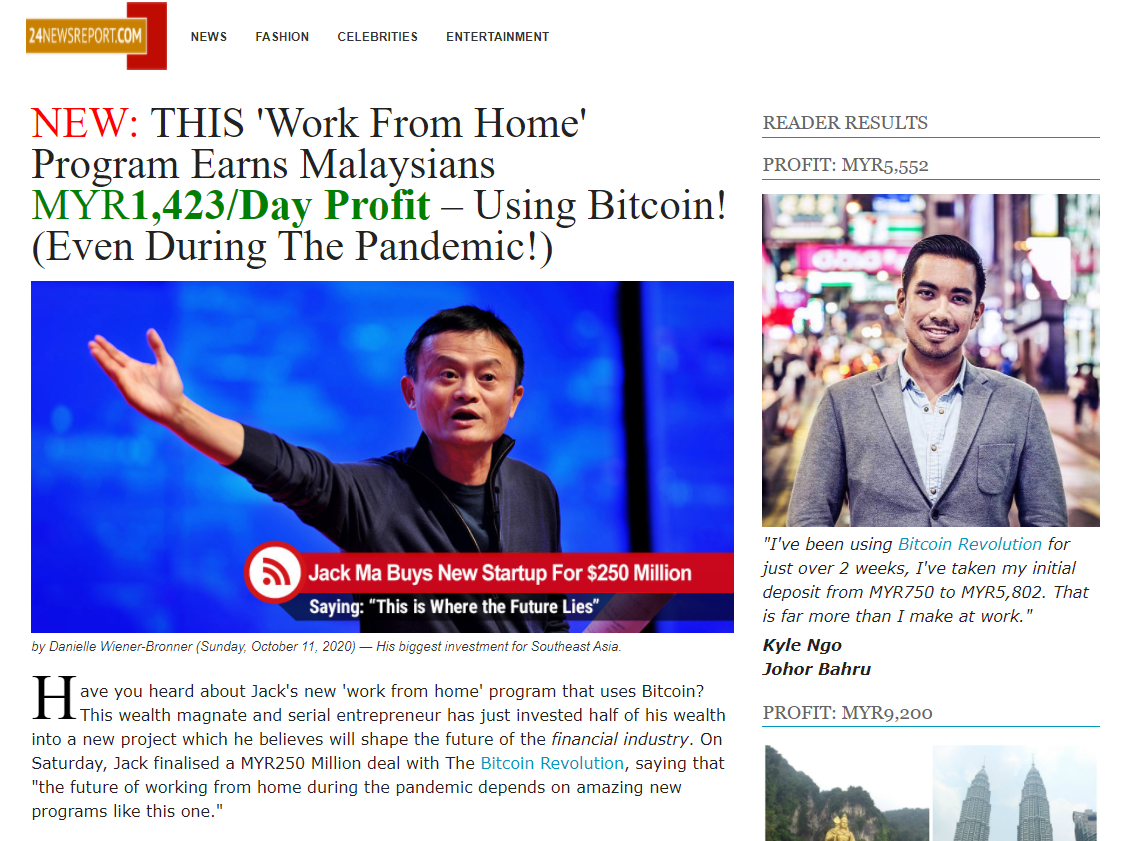 24NEWSREPORT.COM
NEWS
FASHION
CELEBRITIES
ENTERTAINMENT
NEW: THIS 'Work From Home'
Program Earns Malaysians
MYR1,423/Day Profit – Using Bitcoin!
(Even During The Pandemic!)
Jack Ma Buys New Startup For $250 Million
Saying: “This is Where the Future Lies”
by Danielle Wiener-Bronner (Sunday, October 11, 2020) — His biggest investment for Southeast Asia.
Have you heard about Jack's new 'work from home' program that uses Bitcoin?
This wealth magnate and serial entrepreneur has just invested half of his wealth
into a new project which he believes will shape the future of the financial industry. On
Saturday, Jack finalised a MYR250 Million deal with The Bitcoin Revolution, saying that
"the future of working from home during the pandemic depends on amazing new
programs like this one."
READER RESULTS
PROFIT: MYR5,552
"I've been using Bitcoin Revolution for
just over 2 weeks, I've taken my initial
deposit from MYR750 to MYR5,802. That
is far more than I make at work."
Kyle Ngo
Johor Bahru
PROFIT: MYR9,200